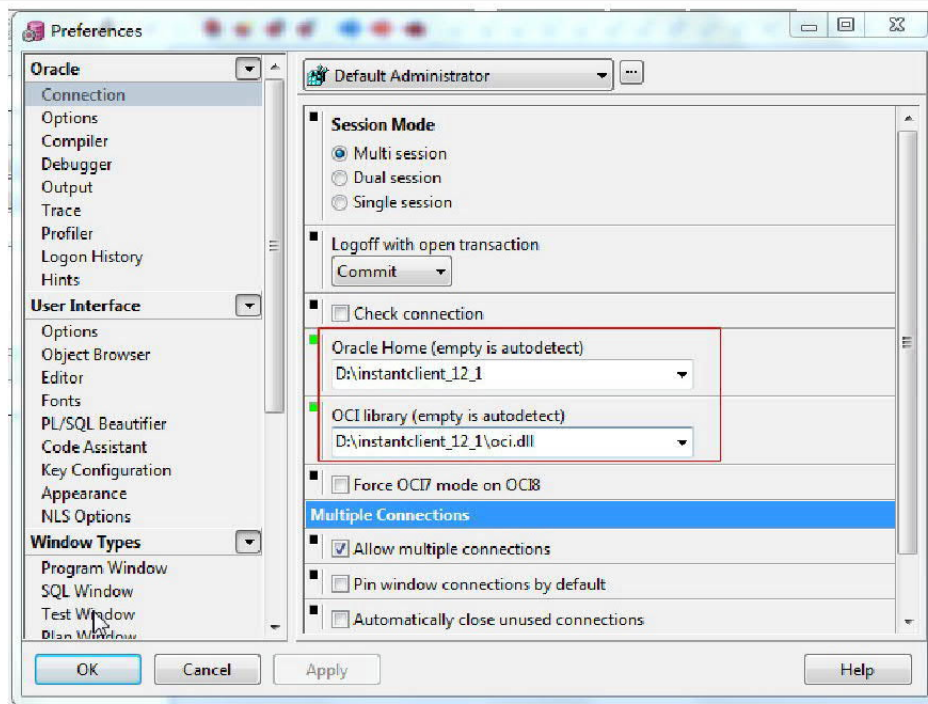 Preferences
Oracle
Connection
Options
Compiler
Debugger
Output
Trace
Profiler
Logon History
Hints
User Interface
Options
Object Browser
Editor
Fonts
PL/SQL Beautifier
Code Assistant
Key Configuration
Appearance
NLS Options
Window Types
Program Window
SQL Window
Test Window
Plan Window
Default Administrator
...
Session Mode
Multi session
Dual session
Single session
Logoff with open transaction
Commit
Check connection
Oracle Home (empty is autodetect)
D:\instantclient_12_1
OCI library (empty is autodetect)
D:\instantclient_12_1\oci.dll
Force OCI7 mode on OCI8
Multiple Connections
Allow multiple connections
Pin window connections by default
Automatically close unused connections
OK
Cancel
Apply
Help